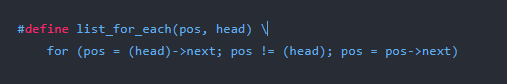 #define list_for_each(pos, head) \
    for (pos = (head)->next; pos != (head); pos = pos->next)